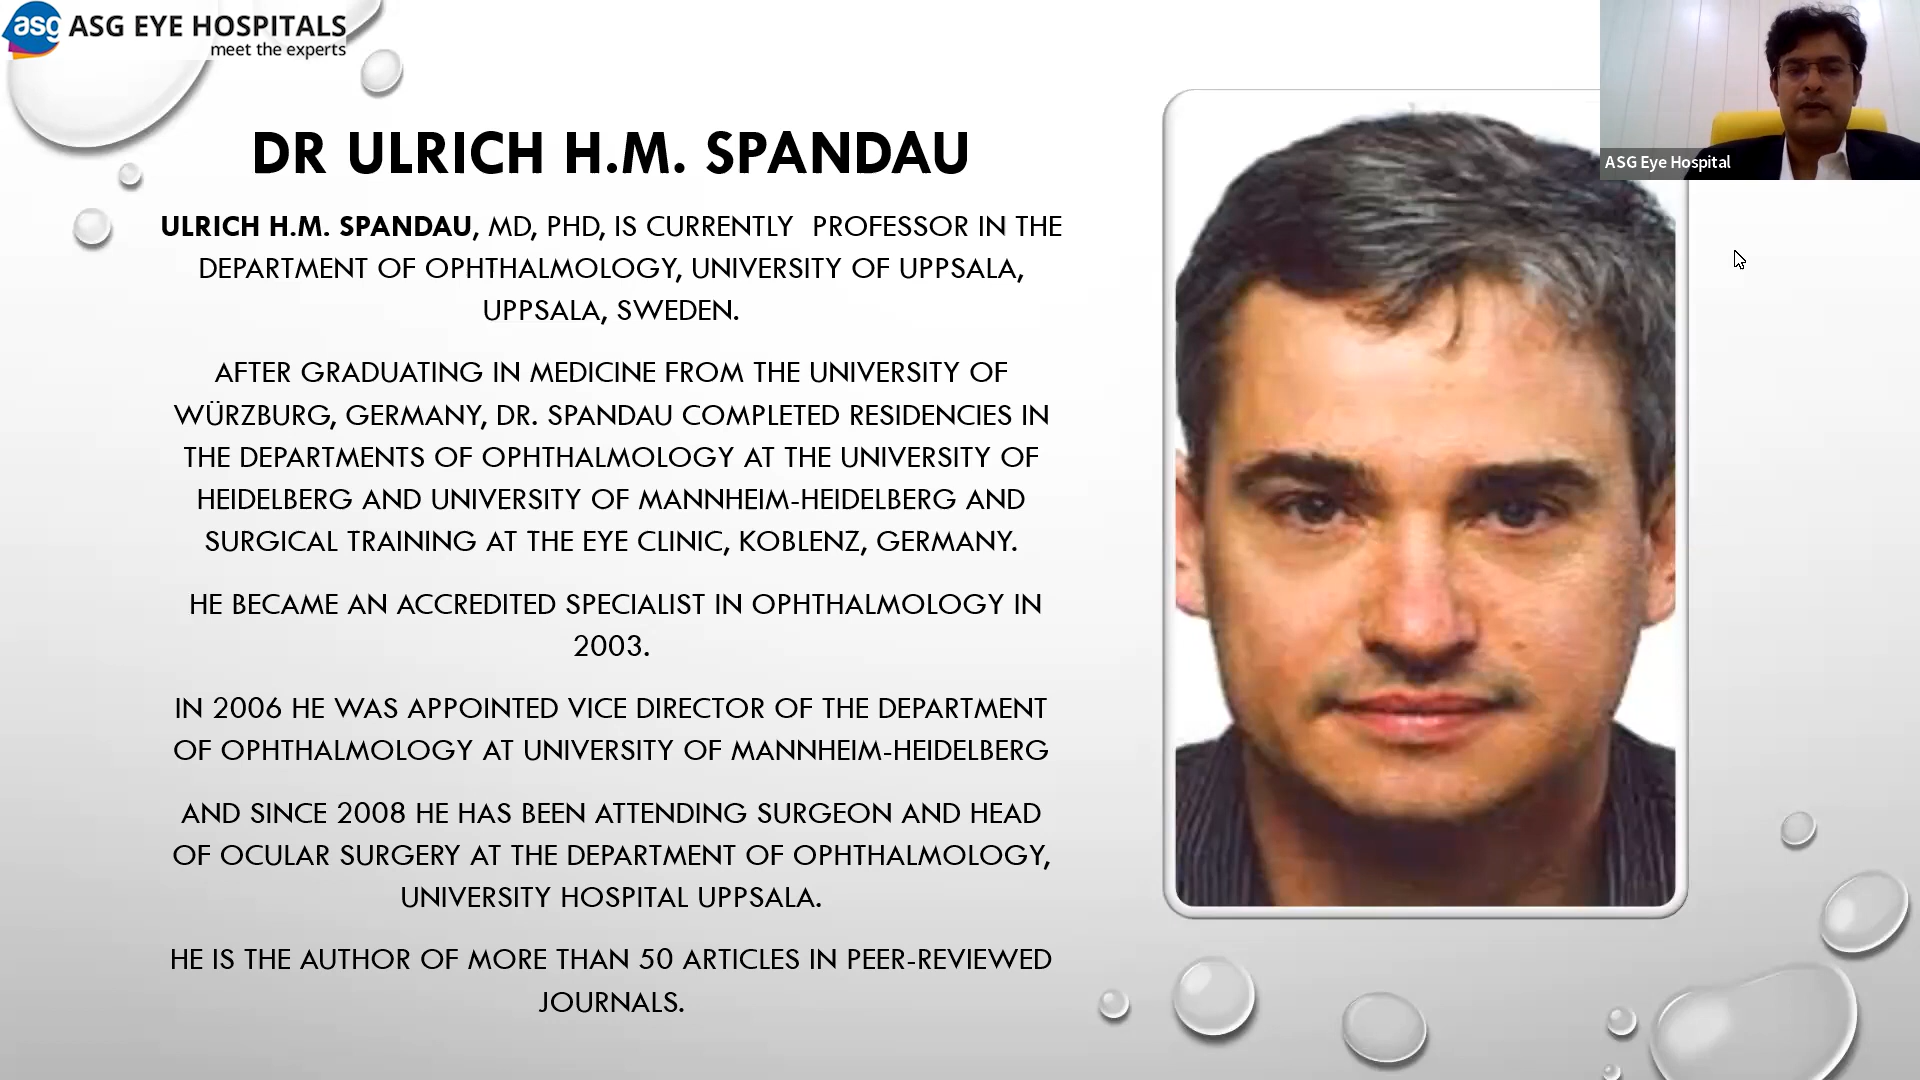 asg ASG EYE HOSPITALS
meet the experts
DR ULRICH H.M. SPANDAU
ULRICH H.M. SPANDAU, MD, PHD, IS CURRENTLY PROFESSOR IN THE
DEPARTMENT OF OPHTHALMOLOGY, UNIVERSITY OF UPPSALA,
UPPSALA, SWEDEN.
AFTER GRADUATING IN MEDICINE FROM THE UNIVERSITY OF
WÜRZBURG, GERMANY, DR. SPANDAU COMPLETED RESIDENCIES IN
THE DEPARTMENTS OF OPHTHALMOLOGY AT THE UNIVERSITY OF
HEIDELBERG AND UNIVERSITY OF MANNHEIM-HEIDELBERG AND
SURGICAL TRAINING AT THE EYE CLINIC, KOBLENZ, GERMANY.
HE BECAME AN ACCREDITED SPECIALIST IN OPHTHALMOLOGY IN
2003.
IN 2006 HE WAS APPOINTED VICE DIRECTOR OF THE DEPARTMENT
OF OPHTHALMOLOGY AT UNIVERSITY OF MANNHEIM-HEIDELBERG
AND SINCE 2008 HE HAS BEEN ATTENDING SURGEON AND HEAD
OF OCULAR SURGERY AT THE DEPARTMENT OF OPHTHALMOLOGY,
UNIVERSITY HOSPITAL UPPSALA.
HE IS THE AUTHOR OF MORE THAN 50 ARTICLES IN PEER-REVIEWED
JOURNALS.
ASG Eye Hospital